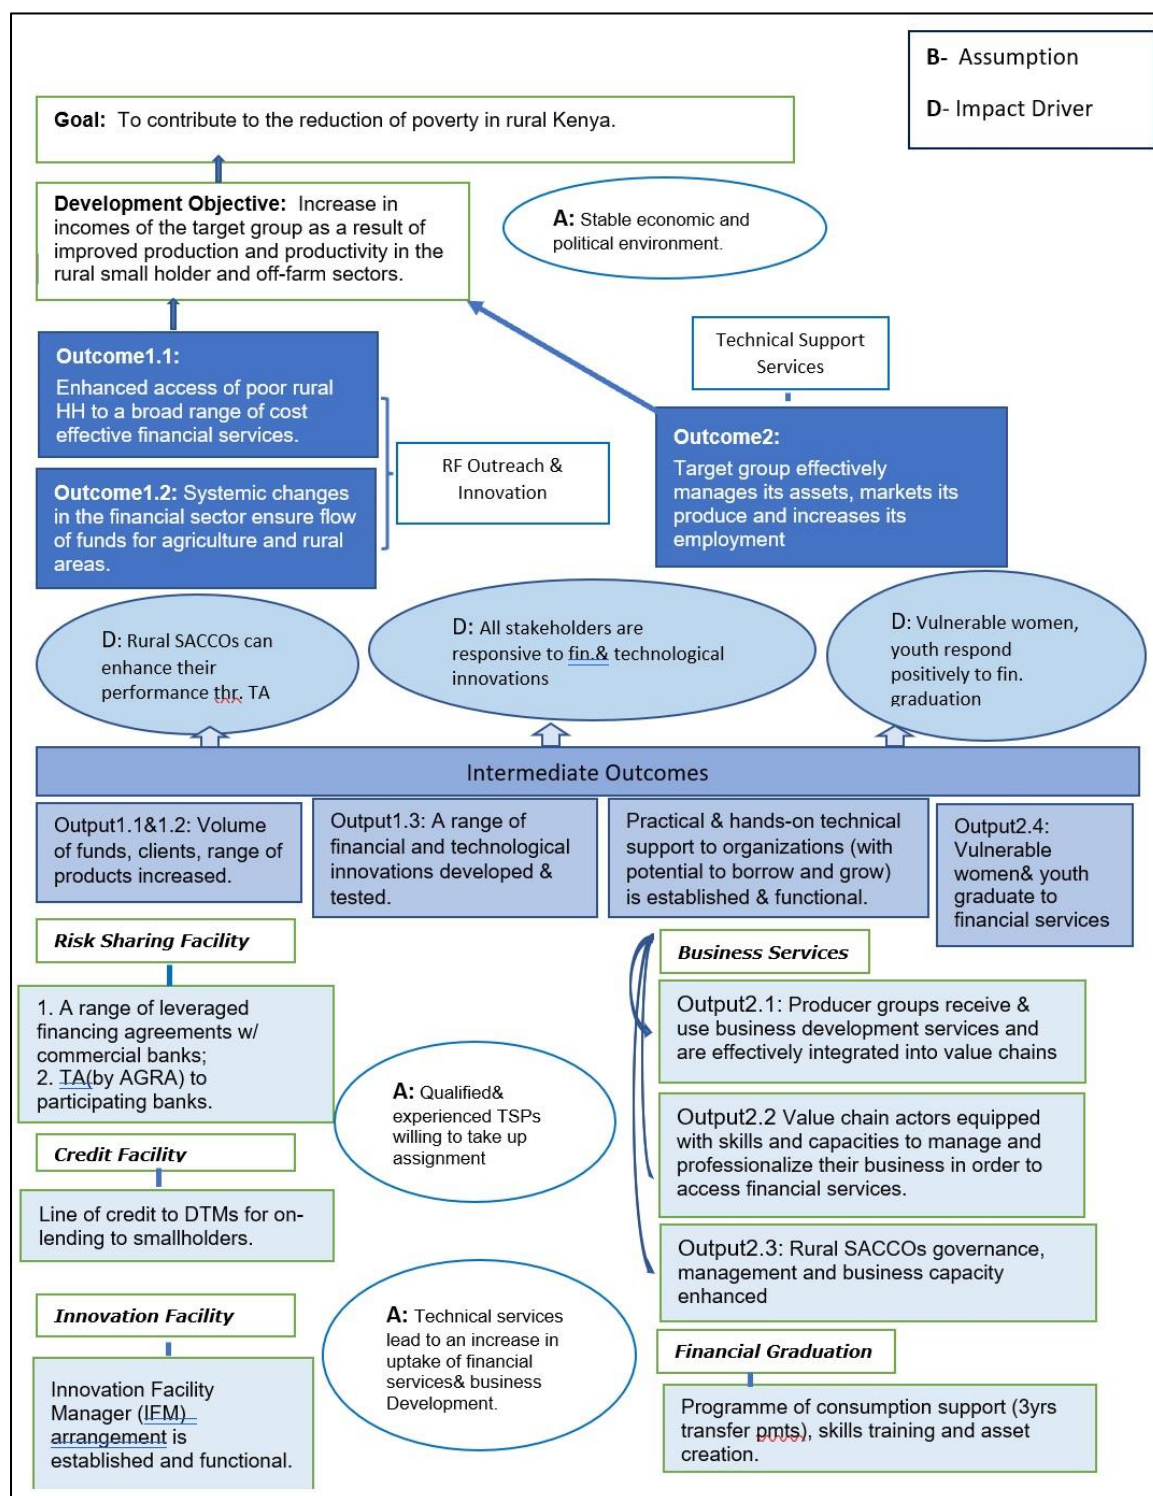 B- Assumption
D- Impact Driver
Goal: To contribute to the reduction of poverty in rural Kenya.
Development Objective: Increase in
incomes of the target group as a result of
improved production and productivity in the
rural small holder and off-farm sectors.
A: Stable economic and
political environment.
Outcome1.1:
Enhanced access of poor rural
HH to a broad range of cost
effective financial services.
Technical Support
Services
RF Outreach &
Innovation
Outcome2:
Target group effectively
manages its assets, markets its
produce and increases its
employment
Outcome1.2: Systemic changes
in the financial sector ensure flow
of funds for agriculture and rural
areas.
D: Rural SACCOs can
enhance their
performance thr. TA
D: All stakeholders are
responsive to fin.& technological
innovations
D: Vulnerable women,
youth respond
positively to fin.
graduation
Intermediate Outcomes
Output1.1&1.2: Volume
of funds, clients, range of
products increased.
Output1.3: A range of
financial and technological
innovations developed &
tested.
Practical & hands-on technical
support to organizations (with
potential to borrow and grow)
is established & functional.
Output2.4:
Vulnerable
women& youth
graduate to
financial services
Risk Sharing Facility
1. A range of leveraged
financing agreements w/
commercial banks;
2. TA(by AGRA) to
participating banks.
Credit Facility
Line of credit to DTMs for on-
lending to smallholders.
Innovation Facility
Innovation Facility
Manager (IFM)
arrangement is
established and functional.
A: Qualified&
experienced TSPs
willing to take up
assignment
A: Technical services
lead to an increase in
uptake of financial
services& business
Development.
Business Services
Output2.1: Producer groups receive &
use business development services and
are effectively integrated into value chains
Output2.2 Value chain actors equipped
with skills and capacities to manage and
professionalize their business in order to
access financial services.
Output2.3: Rural SACCOs governance,
management and business capacity
enhanced
Financial Graduation
Programme of consumption support (3yrs
transfer pmts), skills training and asset
creation.